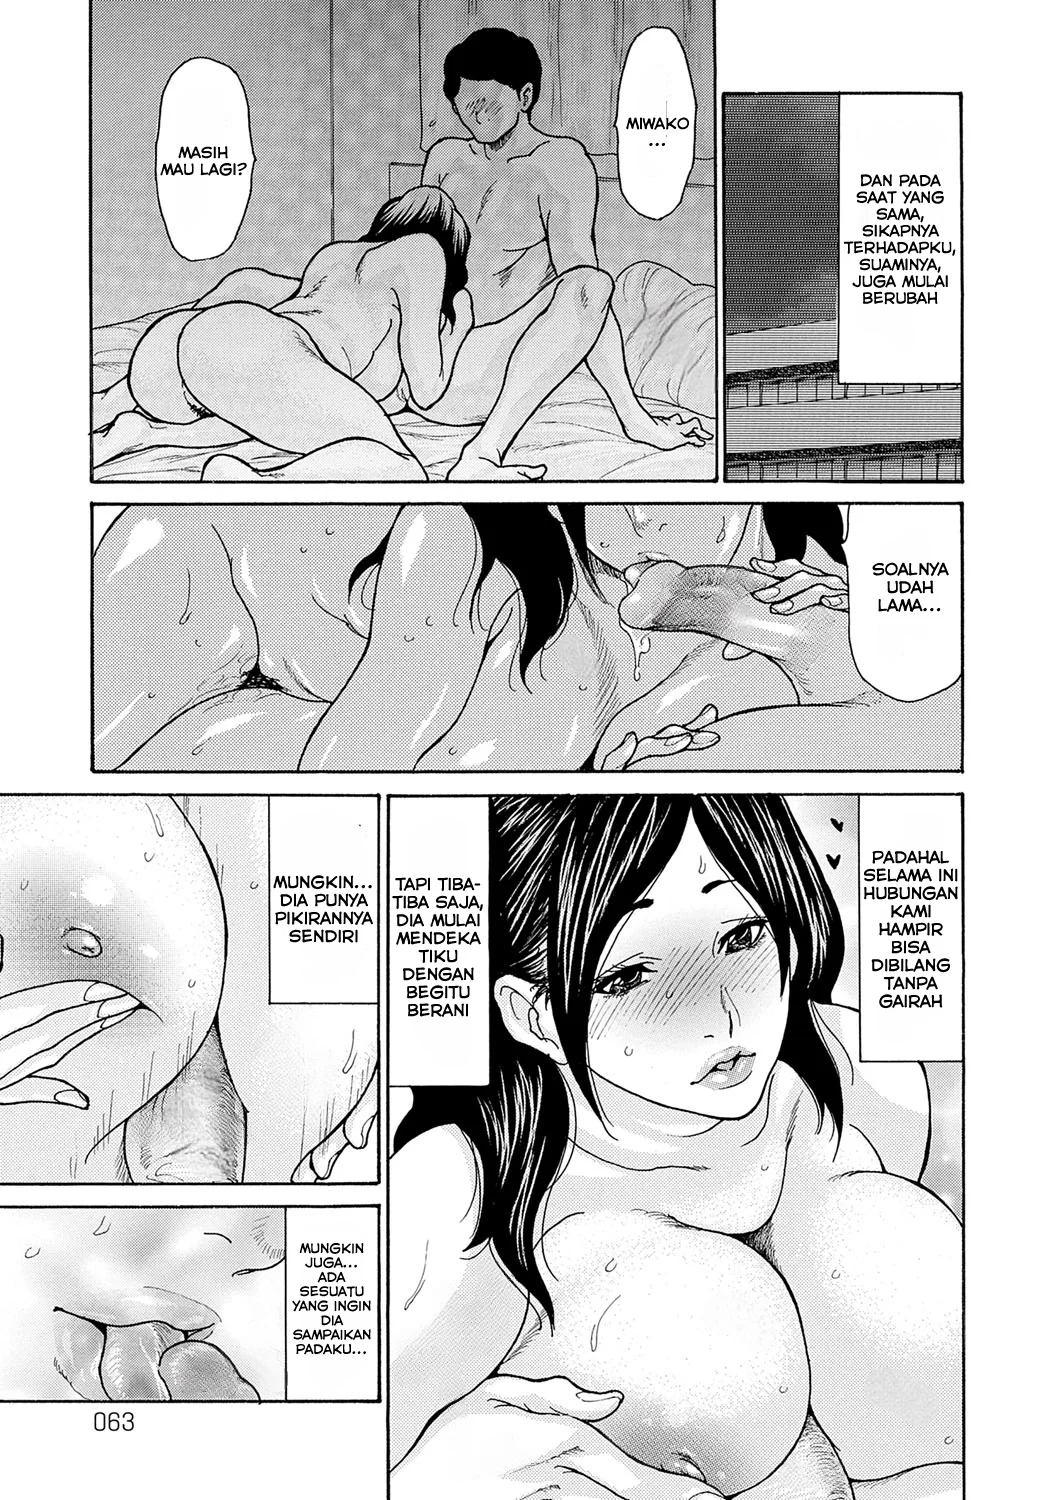 DAN PADA
SAAT YANG
SAMA,
SIKAPNYA
TERHADAPKU,
SUAMINYA,
JUGA MULAI
BERUBAH
MIWAKO
...
MASIH
MAU LAGI?
SOALNYA
UDAH
LAMA...
PADAHAL
SELAMA INI
HUBUNGAN
KAMI
HAMPIR
BISA
DIBILANG
TANPA
GAIRAH
TAPI TIBA-
TIBA SAJA,
DIA MULAI
MENDEKA
TIKU
DENGAN
BEGITU
BERANI
MUNGKIN...
DIA PUNYA
PIKIRANNYA
SENDIRI
MUNGKIN
JUGA...
ADA
SESUATU
YANG INGIN
DIA
SAMPAIKAN
PADAKU...
063